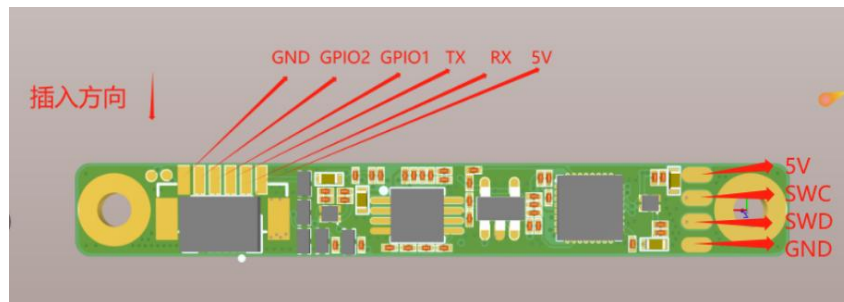 GND GPIO2 GPIO1 TX RX 5V
插入方向
5V
SWC
SWD
GND